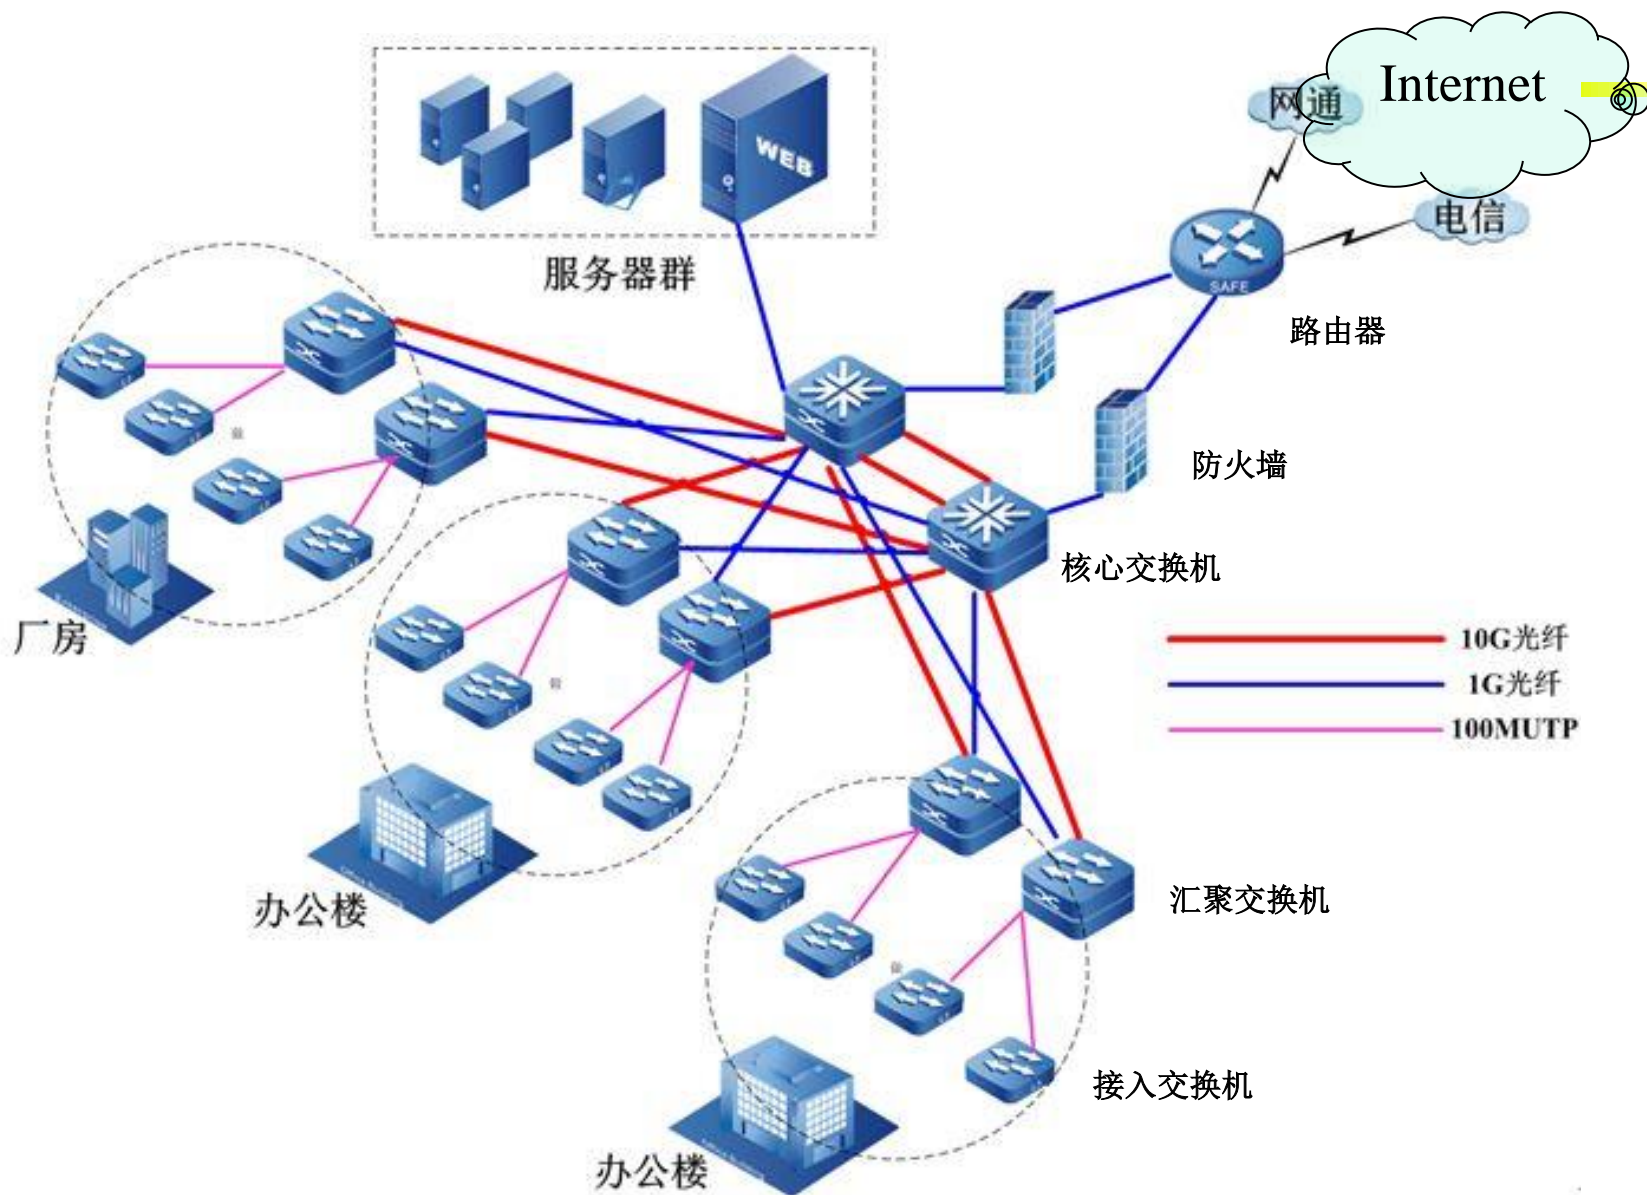 Internet
网通
电信
WEB
服务器群
SAFE
路由器
防火墙
核心交换机
厂房
10G光纤
1G光纤
100MUTP
办公楼
汇聚交换机
接入交换机
办公楼